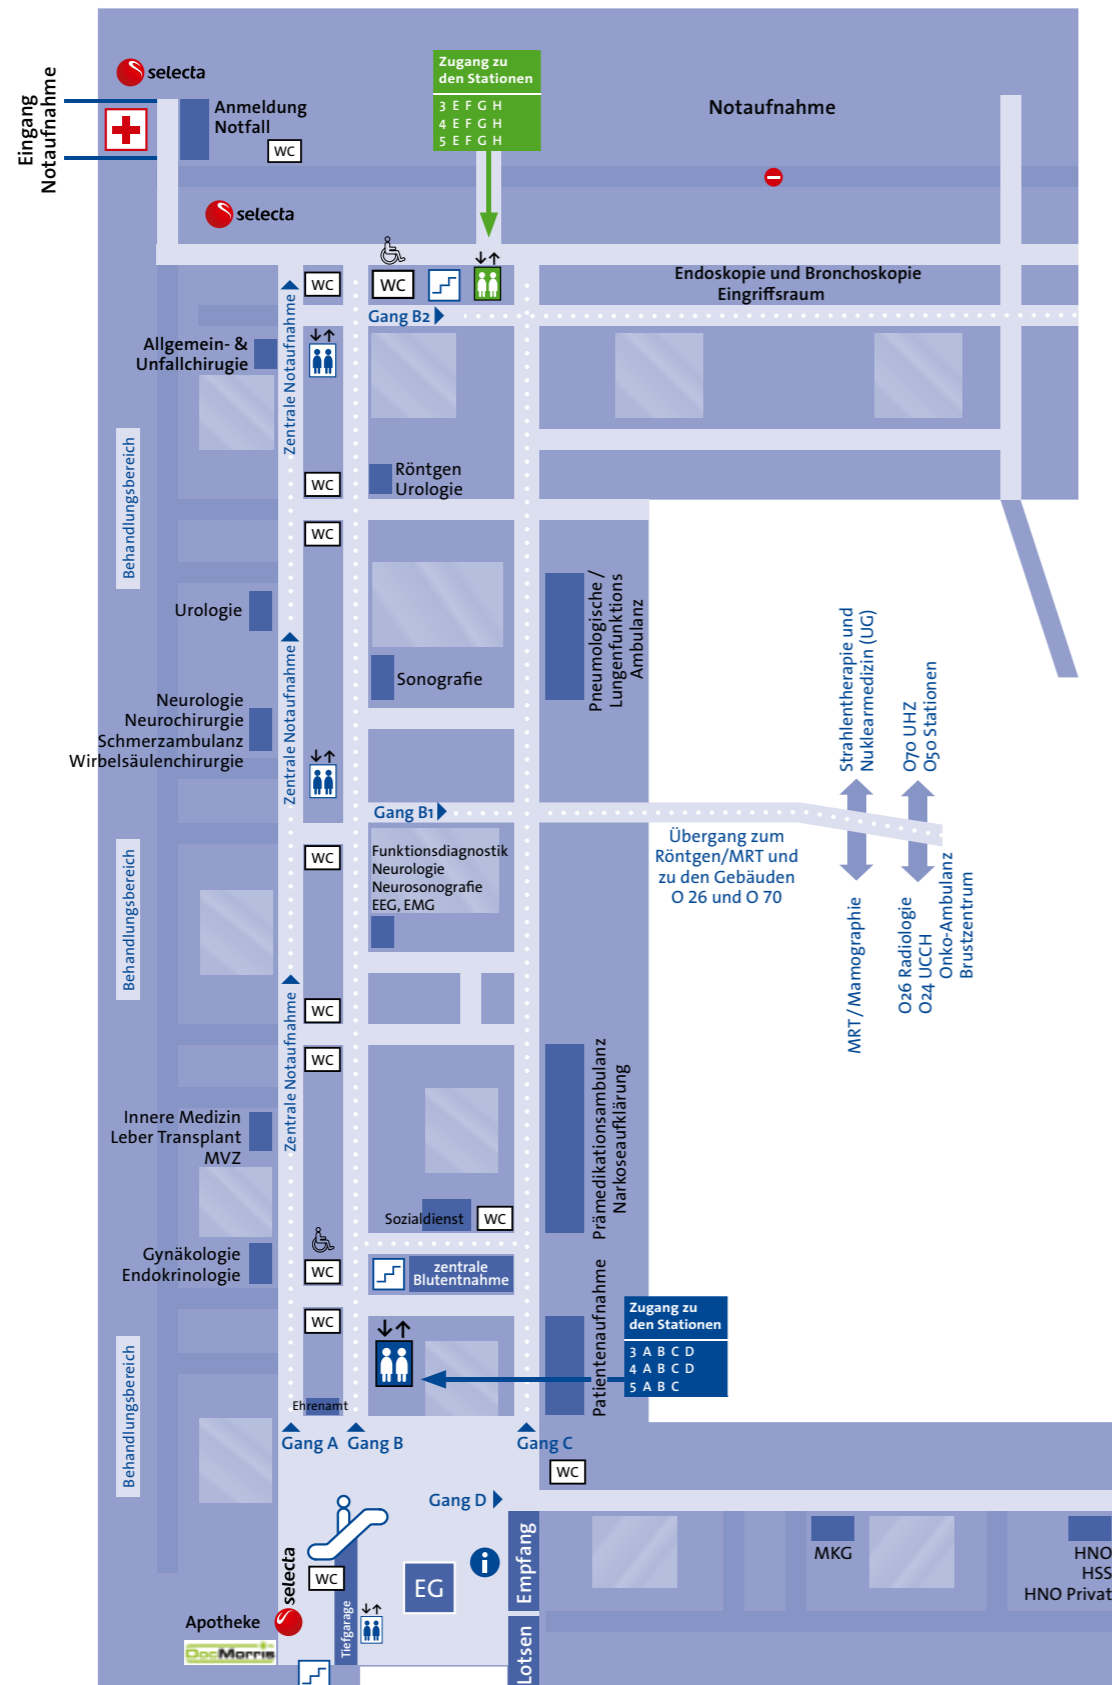 selecta
Eingang
Notaufnahme
Anmeldung
Notfall
WC
Zugang zu
den Stationen
3 E F G H
4 E F G H
5 E F G H
Notaufnahme
selecta
WC
WC
Endoskopie und Bronchoskopie
Eingriffsraum
Gang B2
Zentrale Notaufnahme
Allgemein- &
Unfallchirugie
Behandlungsbereich
WC
Röntgen
Urologie
WC
Urologie
Pneumologische /
Lungenfunktions
Ambulanz
Sonografie
Zentrale Notaufnahme
Neurologie
Neurochirurgie
Schmerzambulanz
Wirbelsäulenchirurgie
Strahlentherapie und
Nuklearmedizin (UG)
O70 UHZ
O50 Stationen
Gang B1
Übergang zum
Röntgen/MRT und
zu den Gebäuden
O 26 und O 70
Funktionsdiagnostik
Neurologie
Neurosonografie
EEG, EMG
WC
Behandlungsbereich
MRT / Mamographie
O26 Radiologie
O24 UCCH
Onko-Ambulanz
Brustzentrum
WC
Zentrale Notaufnahme
WC
Prämedikationsambulanz
Narkoseaufklärung
Innere Medizin
Leber Transplant
MVZ
Sozialdienst
WC
Gynäkologie
Endokrinologie
WC
zentrale
Blutentnahme
WC
Patientenaufnahme
Zugang zu
den Stationen
3 A B C D
4 A B C D
5 A B C
Behandlungsbereich
Ehrenamt
Gang A
Gang B
Gang C
WC
Gang D
Empfang
MKG
HNO
HSS
HNO Privat
selecta
WC
EG
Tiefgarage
Apotheke
DocMorris
Lotsen